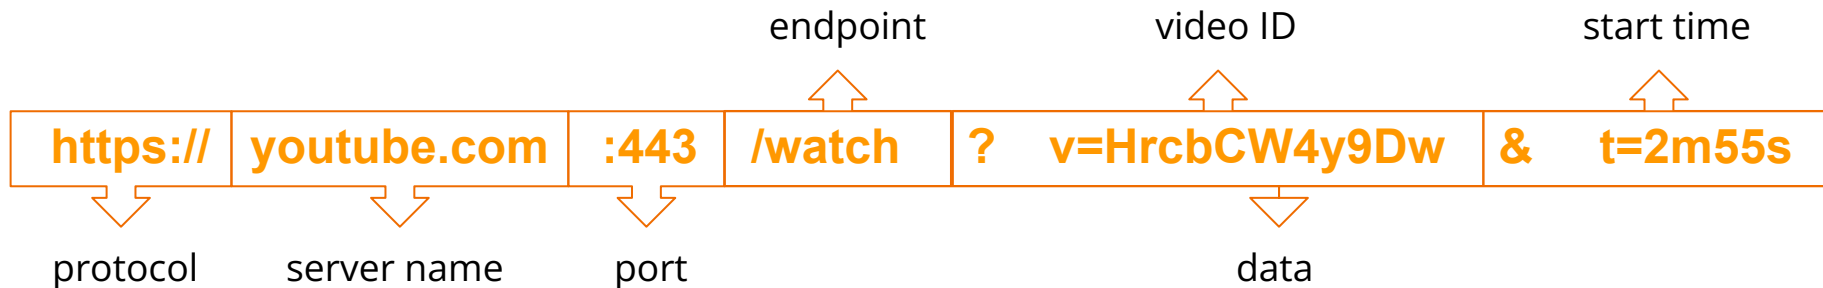 endpoint video ID start time
https:// youtube.com :443 /watch ? v=HrcbCW4y9Dw & t=2m55s
protocol server name port data